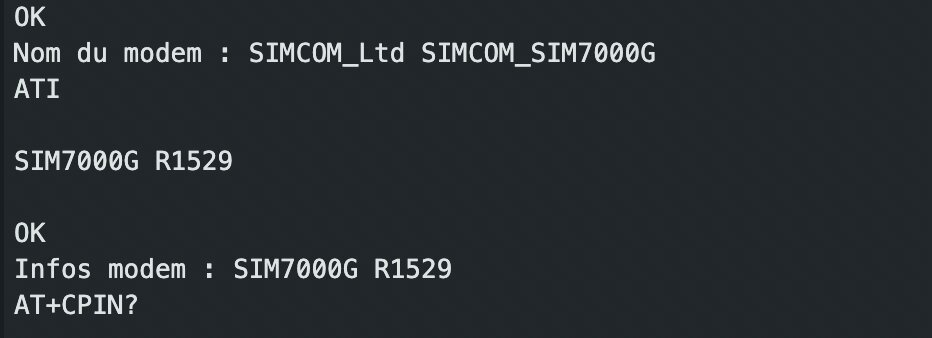 OK
Nom du modem : SIMCOM_Ltd SIMCOM_SIM7000G
ATI
SIM7000G R1529
OK
Infos modem : SIM7000G R1529
AT+CPIN?